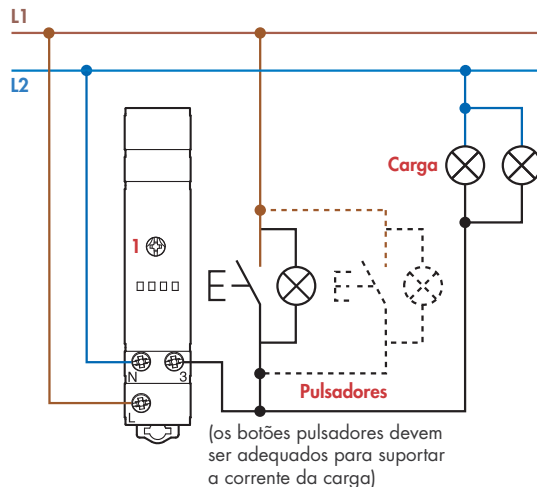 L1
L2
Carga
1
N
3
L
Pulsadores
(os botões pulsadores devem
ser adequados para suportar
a corrente da carga)